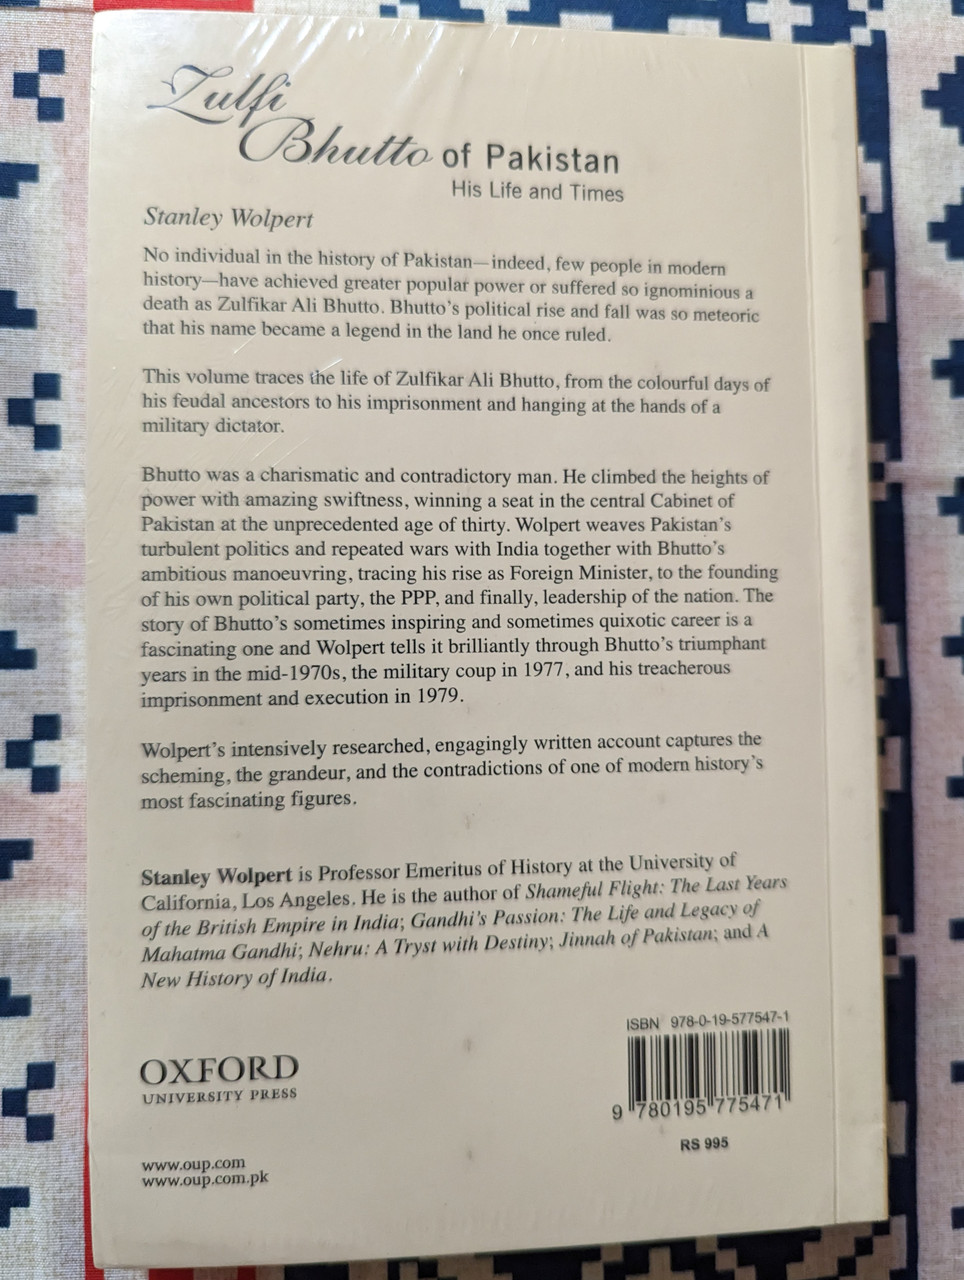 Zulfi
Bhutto of Pakistan
His Life and Times
Stanley Wolpert
No individual in the history of Pakistan—indeed, few people in modern
history—have achieved greater popular power or suffered so ignominious a
death as Zulfikar Ali Bhutto. Bhutto's political rise and fall was so meteoric
that his name became a legend in the land he once ruled.
This volume traces the life of Zulfikar Ali Bhutto, from the colourful days of
his feudal ancestors to his imprisonment and hanging at the hands of a
military dictator.
Bhutto was a charismatic and contradictory man. He climbed the heights of
power with amazing swiftness, winning a seat in the central Cabinet of
Pakistan at the unprecedented age of thirty. Wolpert weaves Pakistan's
turbulent politics and repeated wars with India together with Bhutto's
ambitious manoeuvring, tracing his rise as Foreign Minister, to the founding
of his own political party, the PPP, and finally, leadership of the nation. The
story of Bhutto's sometimes inspiring and sometimes quixotic career is a
fascinating one and Wolpert tells it brilliantly through Bhutto's triumphant
years in the mid-1970s, the military coup in 1977, and his treacherous
imprisonment and execution in 1979.
Wolpert's intensively researched, engagingly written account captures the
scheming, the grandeur, and the contradictions of one of modern history's
most fascinating figures.
Stanley Wolpert is Professor Emeritus of History at the University of
California, Los Angeles. He is the author of Shameful Flight: The Last Years
of the British Empire in India; Gandhi's Passion: The Life and Legacy of
Mahatma Gandhi; Nehru: A Tryst with Destiny; Jinnah of Pakistan; and A
New History of India.
ISBN 978-0-19-577547-1
OXFORD
UNIVERSITY PRESS
9 780195 775471
RS 995
www.oup.com
www.oup.com.pk